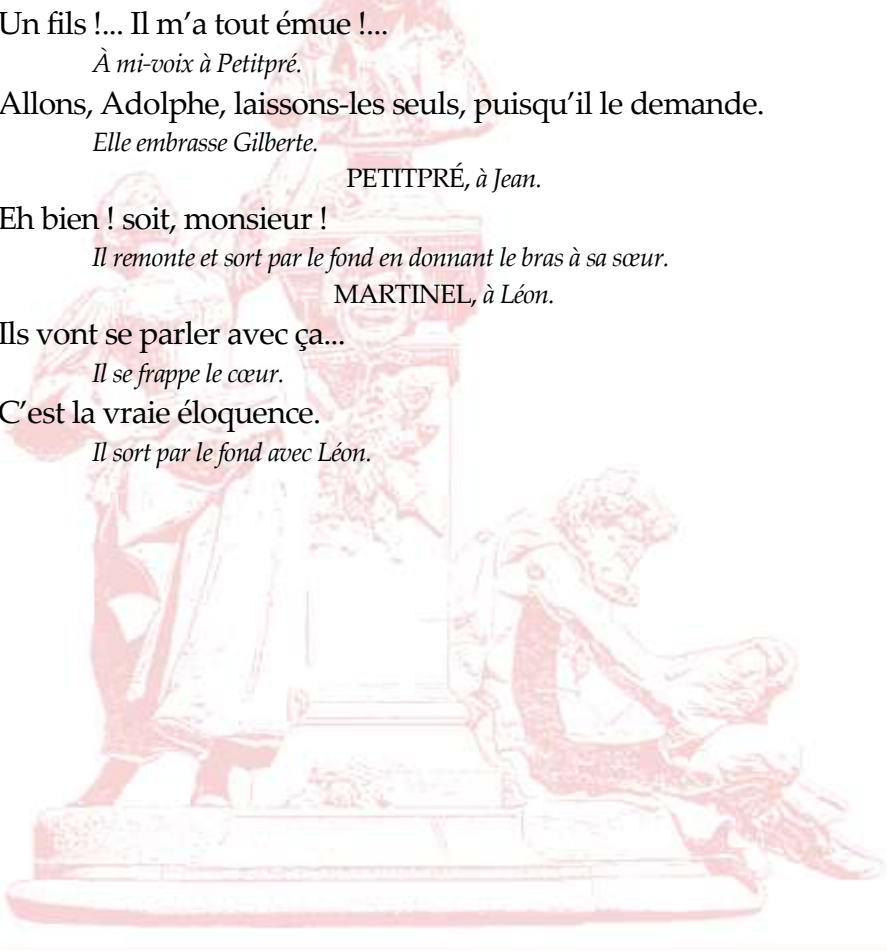 Un fils !... Il m’a tout émue !...
À mi-voix à Petitpré.
Allons, Adolphe, laissons-les seuls, puisqu’il le demande.
Elle embrasse Gilberte.
PETITPRÉ, à Jean.
Eh bien ! soit, monsieur !
Il remonte et sort par le fond en donnant le bras à sa sœur.
MARTINEL, à Léon.
Ils vont se parler avec ça...
Il se frappe le cœur.
C’est la vraie éloquence.
Il sort par le fond avec Léon.